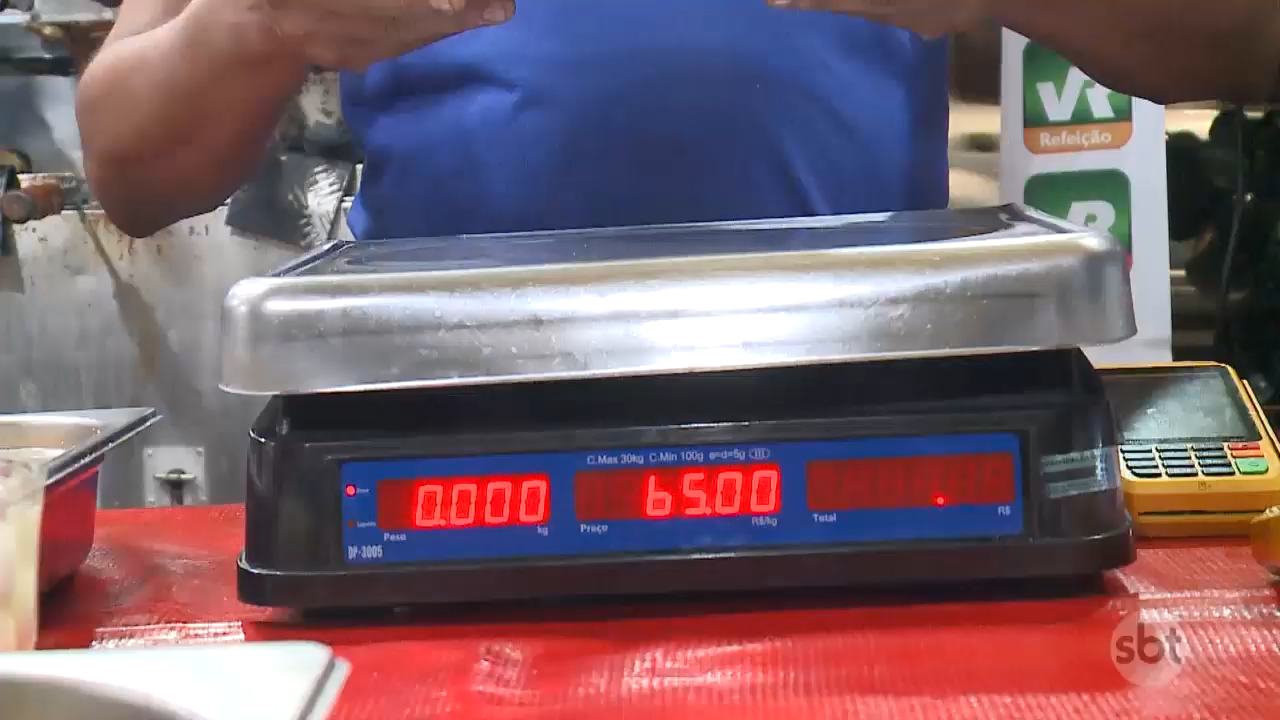 VR
Refeição
R
C.Max 30kg C.Min 100g e=d=5g III
0.000
65.00
kg
R$/kg
R$
Peso
Preço
Total
DP-3005
sbt